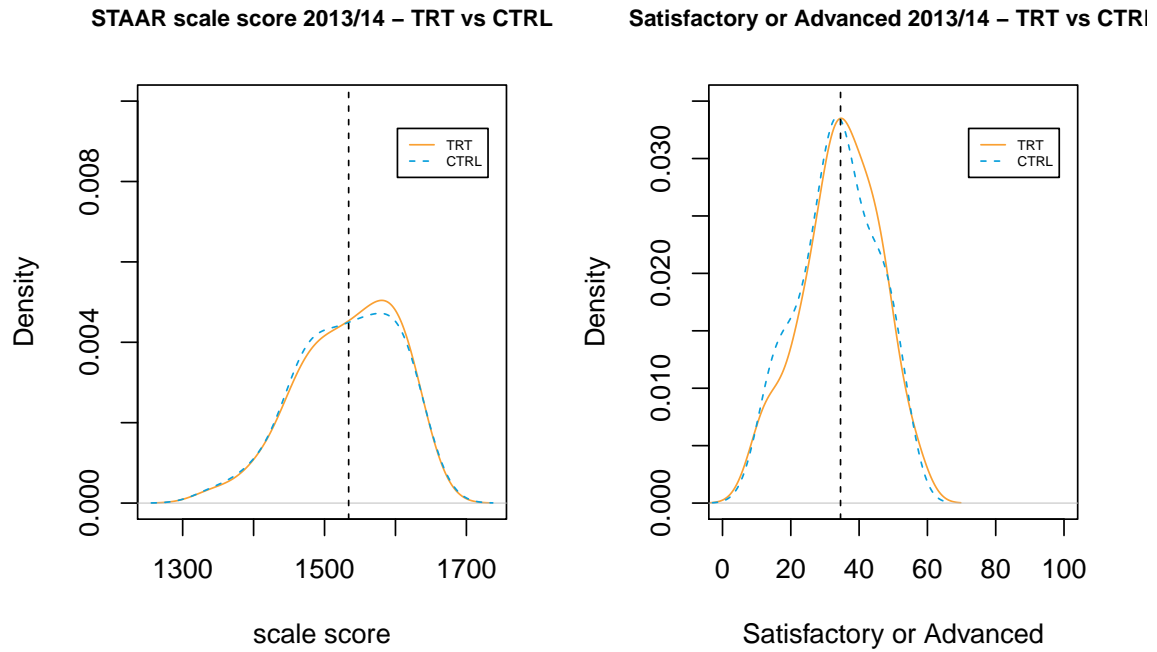 STAAR scale score 2013/14 – TRT vs CTRL
Density
0.000
0.004
0.008
1300
1500
1700
scale score
TRT
CTRL
Satisfactory or Advanced 2013/14 – TRT vs CTRL
Density
0.000
0.010
0.020
0.030
0
20
40
60
80
100
Satisfactory or Advanced
TRT
CTRL